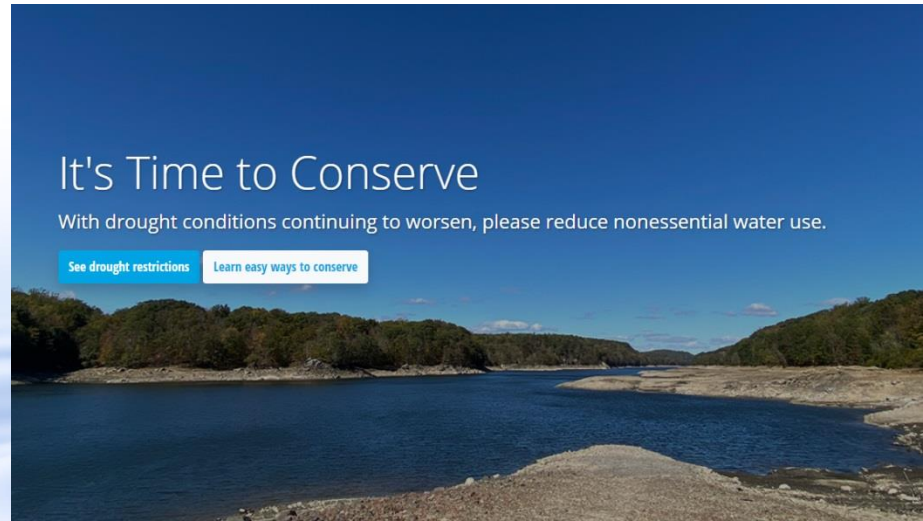 It's Time to Conserve
With drought conditions continuing to worsen, please reduce nonessential water use.
See drought restrictions
Learn easy ways to conserve